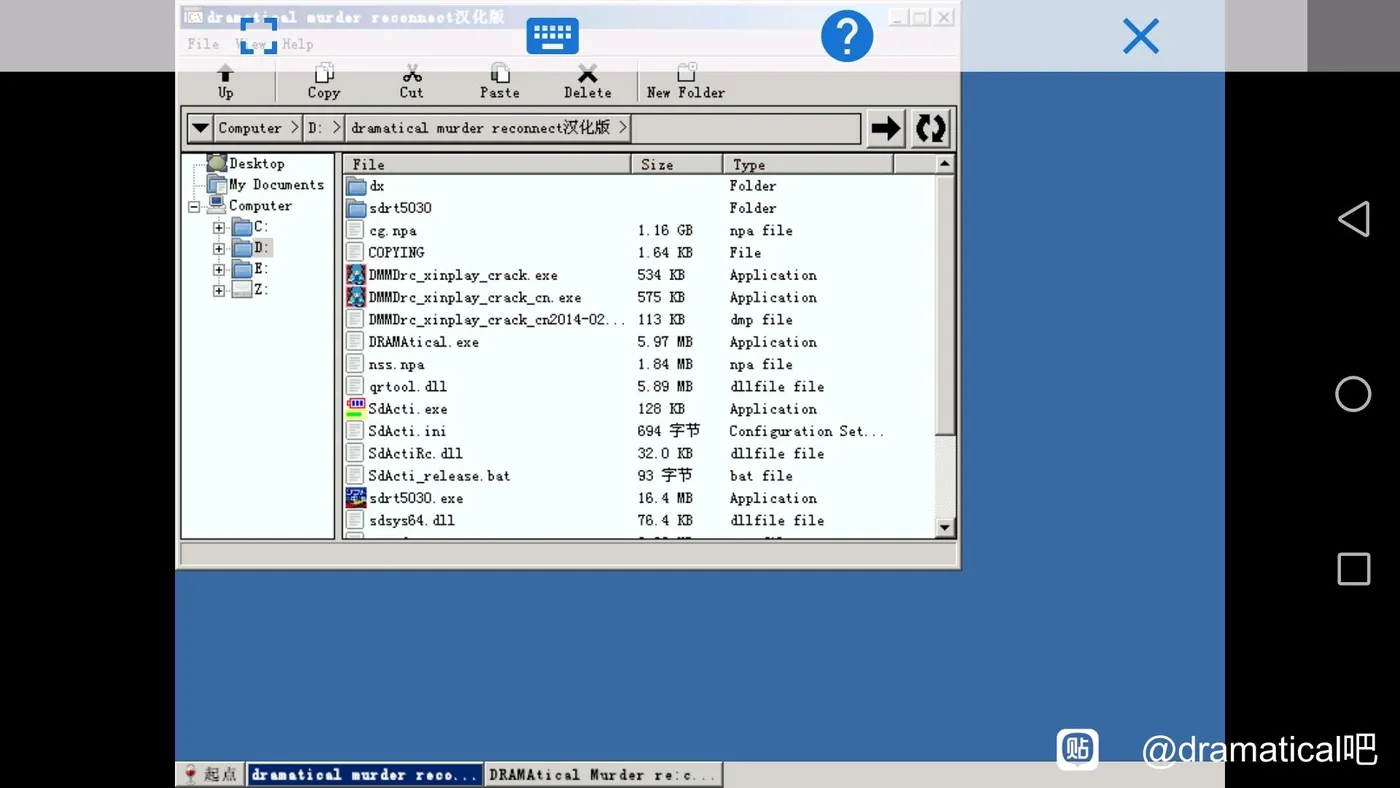 dramatical murder reconnect汉化版
File View Help
Up Copy Cut Paste Delete New Folder
Computer D: dramatical murder reconnect汉化版
Desktop
My Documents
Computer
C:
D:
E:
Z:
File Size Type
dx Folder
sdrt5030 Folder
cg.npa 1.16 GB npa file
COPYING 1.64 KB File
DMMDrc_xinplay_crack.exe 534 KB Application
DMMDrc_xinplay_crack_cn.exe 575 KB Application
DMMDrc_xinplay_crack_cn2014-02... 113 KB dmp file
DRAMAtical.exe 5.97 MB Application
nss.npa 1.84 MB npa file
qrtool.dll 5.89 MB dllfile file
SdActi.exe 128 KB Application
SdActi.ini 694 字节 Configuration Set...
SdActiRc.dll 32.0 KB dllfile file
SdActi_release.bat 93 字节 bat file
sdrt5030.exe 16.4 MB Application
sdsys64.dll 76.4 KB dllfile file
起点 dramatical murder reco... DRAMAtical Murder re:c...
贴 @dramatical吧